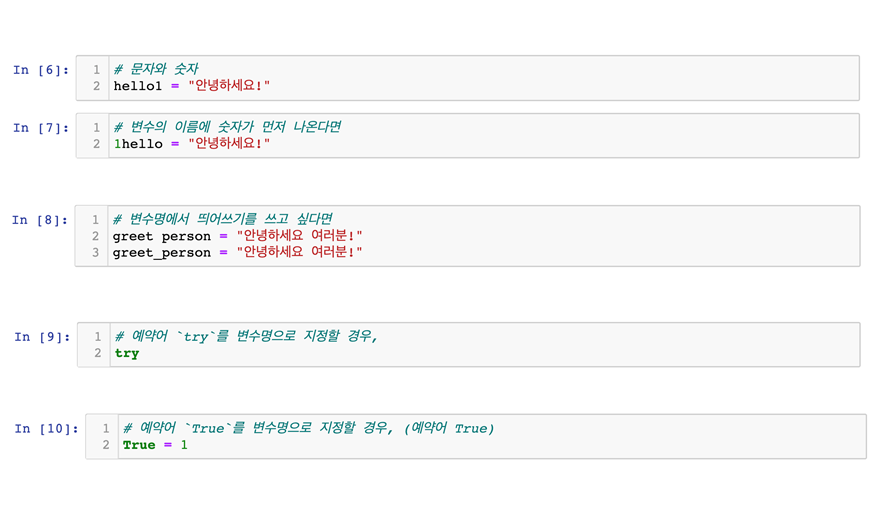 In [6]:
1 # 문자와 숫자
2 hello1 = "안녕하세요!"
In [7]:
1 # 변수의 이름에 숫자가 먼저 나온다면
2 1hello = "안녕하세요!"
In [8]:
1 # 변수명에서 띄어쓰기를 쓰고 싶다면
2 greet person = "안녕하세요 여러분!"
3 greet_person = "안녕하세요 여러분!"
In [9]:
1 # 예약어 `try`를 변수명으로 지정할 경우,
2 try
In [10]:
1 # 예약어 `True`를 변수명으로 지정할 경우, (예약어 True)
2 True = 1